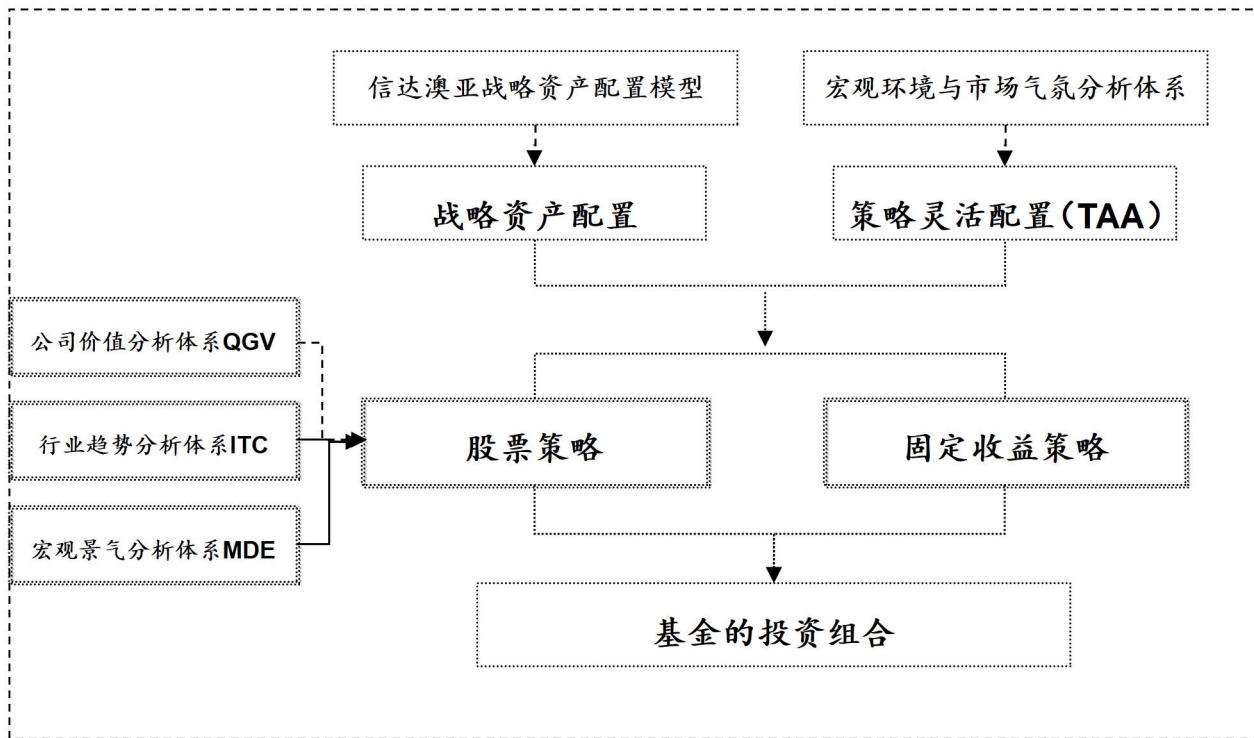 信达澳亚战略资产配置模型
宏观环境与市场气氛分析体系
战略资产配置
策略灵活配置(TAA)
公司价值分析体系QGV
行业趋势分析体系ITC
股票策略
固定收益策略
宏观景气分析体系MDE
基金的投资组合